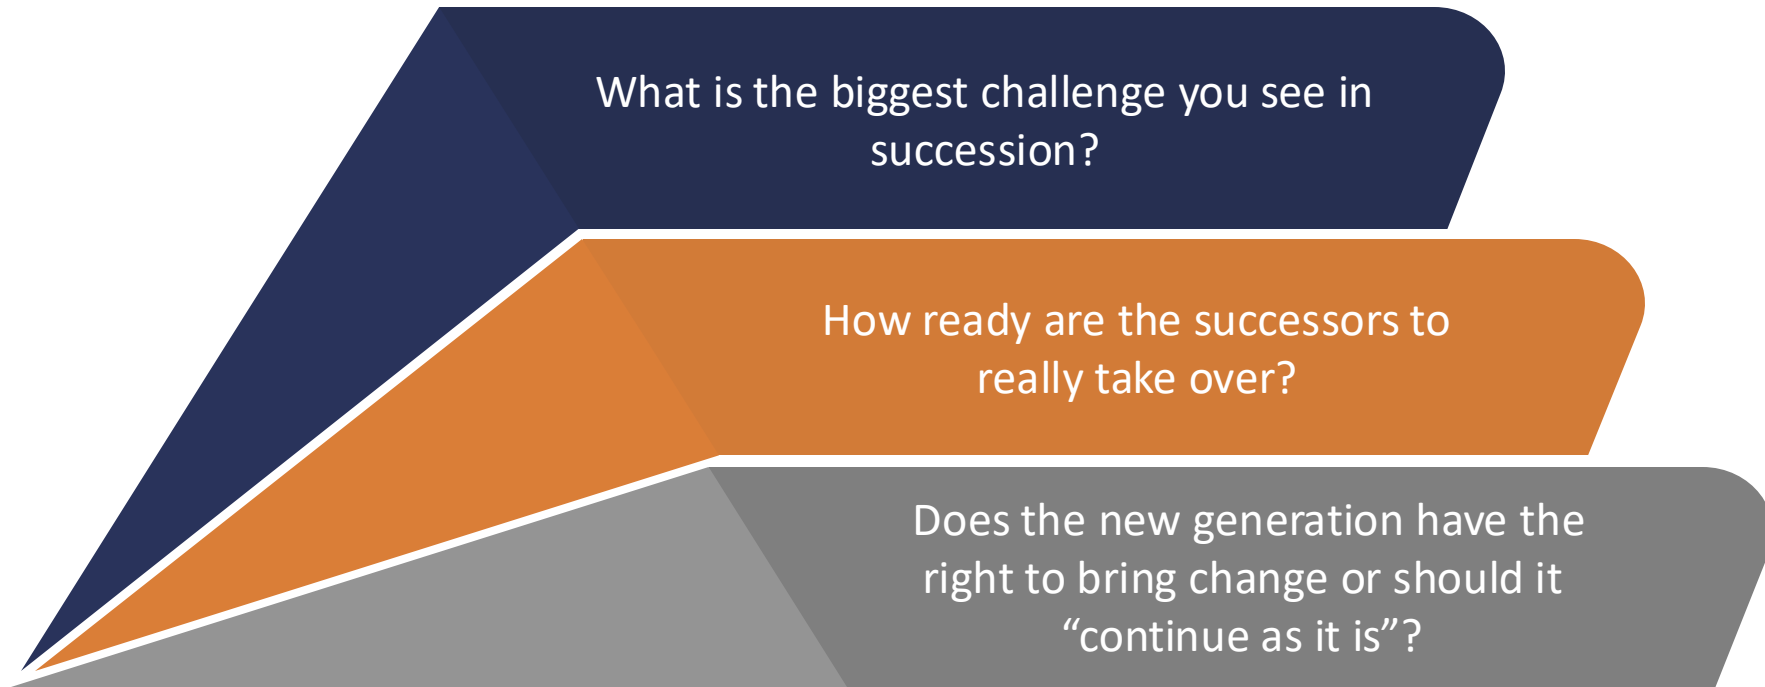 What is the biggest challenge you see in
succession?
How ready are the successors to
really take over?
Does the new generation have the
right to bring change or should it
“continue as it is”?